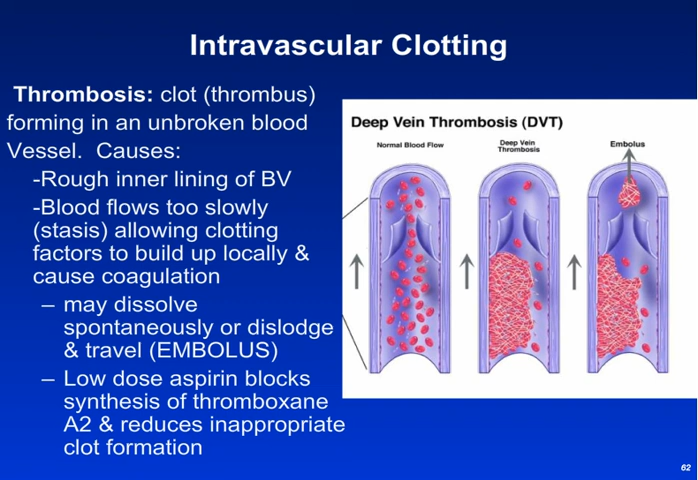 Intravascular Clotting
Thrombosis: clot (thrombus)
forming in an unbroken blood
Vessel.  Causes:
-Rough inner lining of BV
-Blood flows too slowly
(stasis) allowing clotting
factors to build up locally &
cause coagulation
– may dissolve
spontaneously or dislodge
& travel (EMBOLUS)
– Low dose aspirin blocks
synthesis of thromboxane
A2 & reduces inappropriate
clot formation
Deep Vein Thrombosis (DVT)
Normal Blood Flow
Deep Vein
Thrombosis
Embolus
62